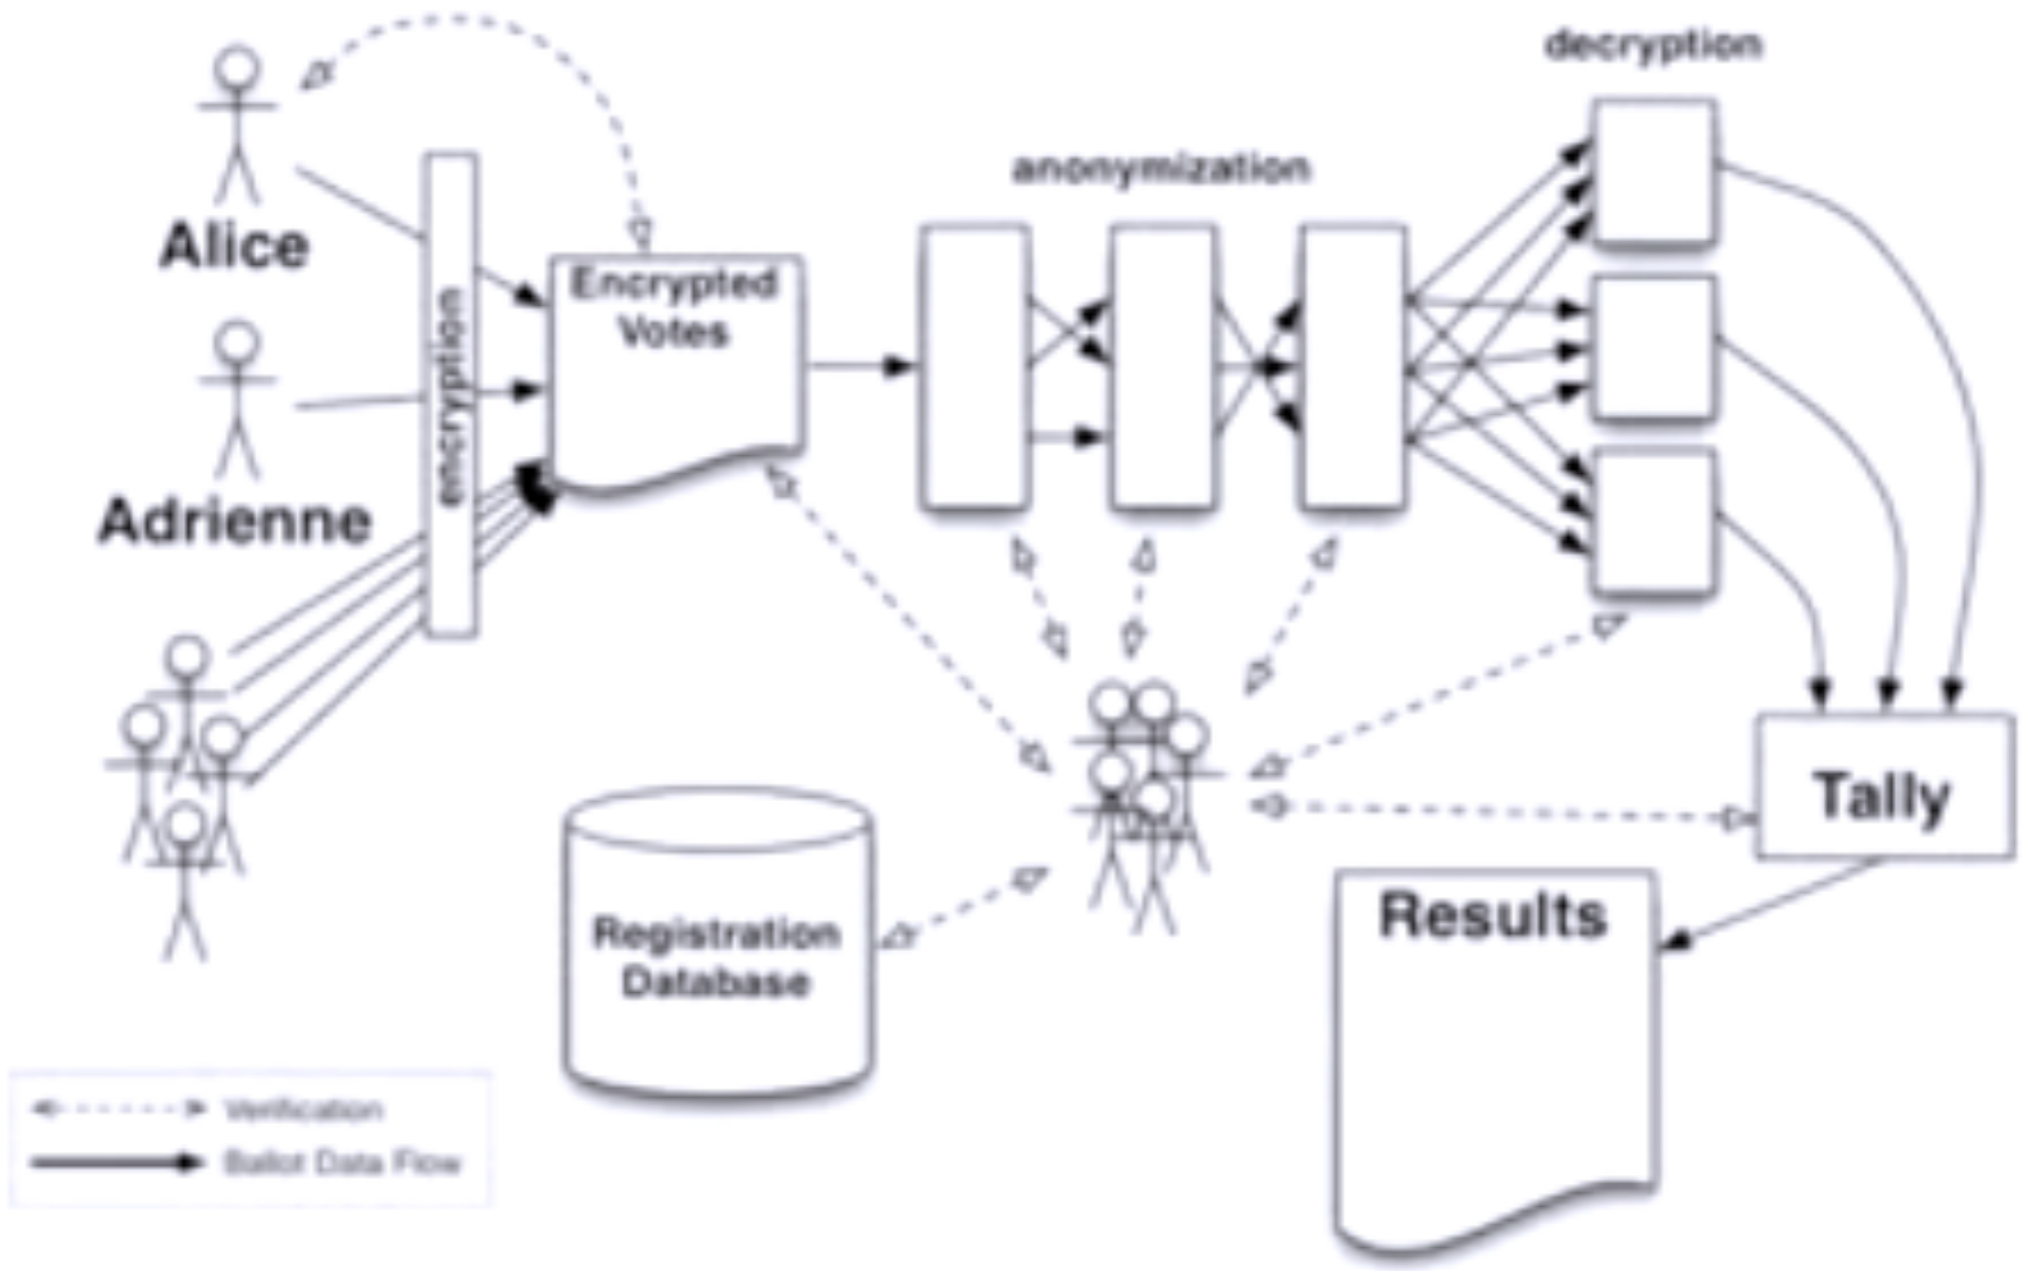 decryption
anonymization
Alice
encryption
Encrypted
Votes
Adrienne
Tally
Results
Registration
Database
Verification
Ballot Data Flow